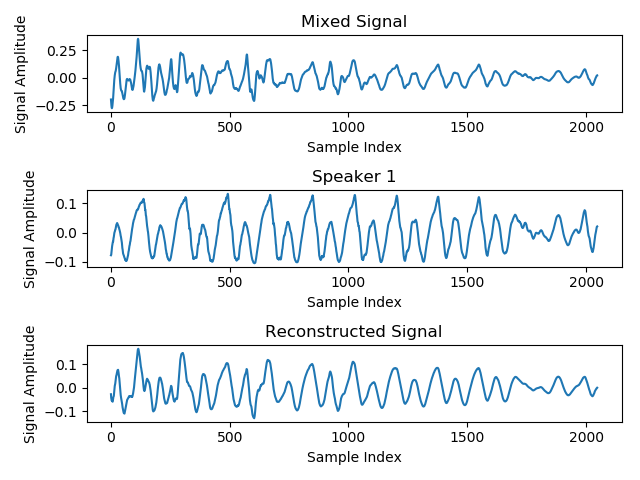 Mixed Signal
Signal Amplitude
0.25
0.00
−0.25
0 500 1000 1500 2000
Sample Index
Speaker 1
Signal Amplitude
0.1
0.0
−0.1
0 500 1000 1500 2000
Sample Index
Reconstructed Signal
Signal Amplitude
0.1
0.0
−0.1
0 500 1000 1500 2000
Sample Index